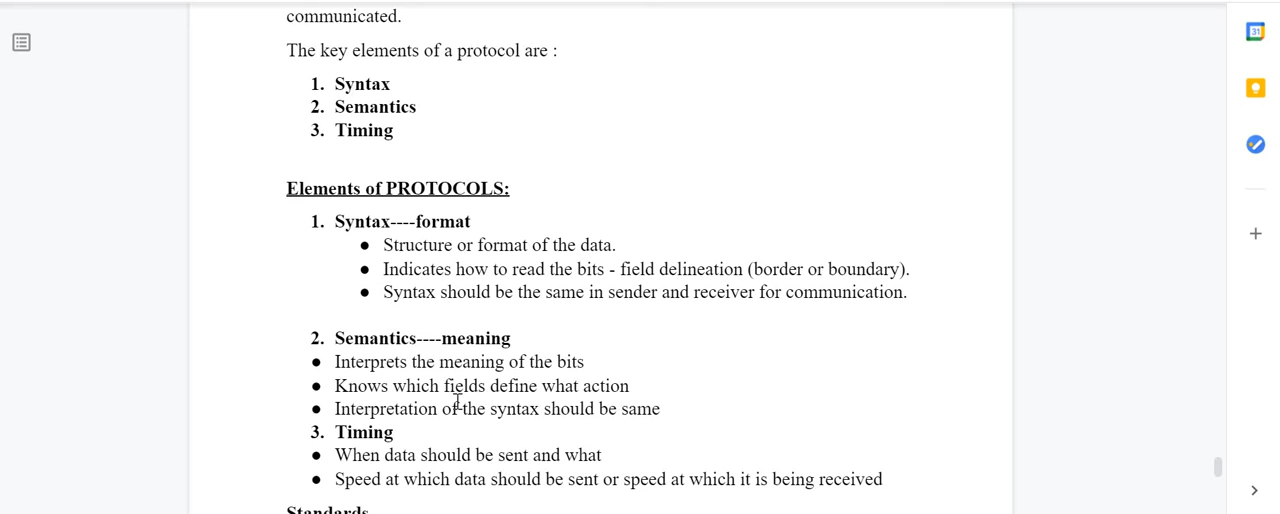 communicated.
The key elements of a protocol are :
1. Syntax
2. Semantics
3. Timing
Elements of PROTOCOLS:
1. Syntax----format
● Structure or format of the data.
● Indicates how to read the bits - field delineation (border or boundary).
● Syntax should be the same in sender and receiver for communication.
2. Semantics----meaning
● Interprets the meaning of the bits
● Knows which fields define what action
● Interpretation of the syntax should be same
3. Timing
● When data should be sent and what
● Speed at which data should be sent or speed at which it is being received
Standards
31